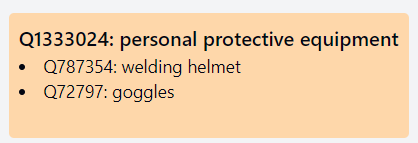 Q1333024: personal protective equipment
• Q787354: welding helmet
• Q72797: goggles